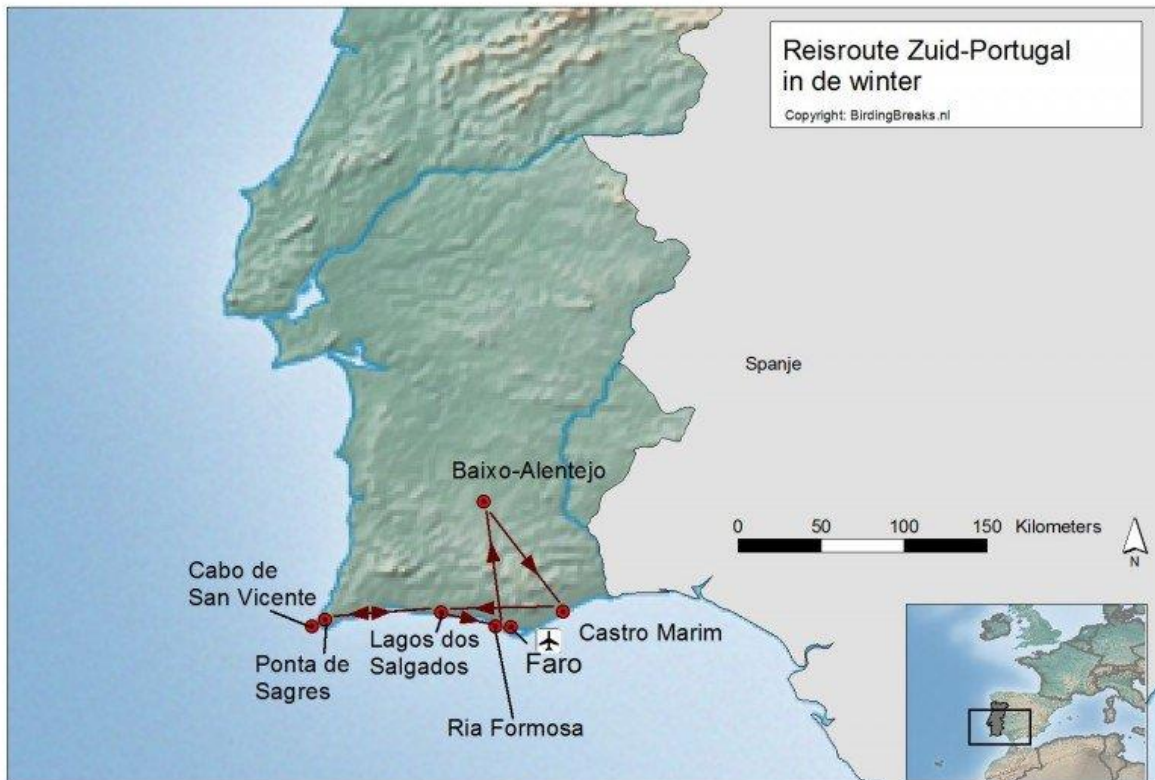 Reisroute Zuid-Portugal
in de winter
Copyright: BirdingBreaks.nl
Spanje
Baixo-Alentejo
0 50 100 150 Kilometers
N
Cabo de
San Vicente
Ponta de
Sagres
Lagos dos
Salgados
Faro
Castro Marim
Ria Formosa